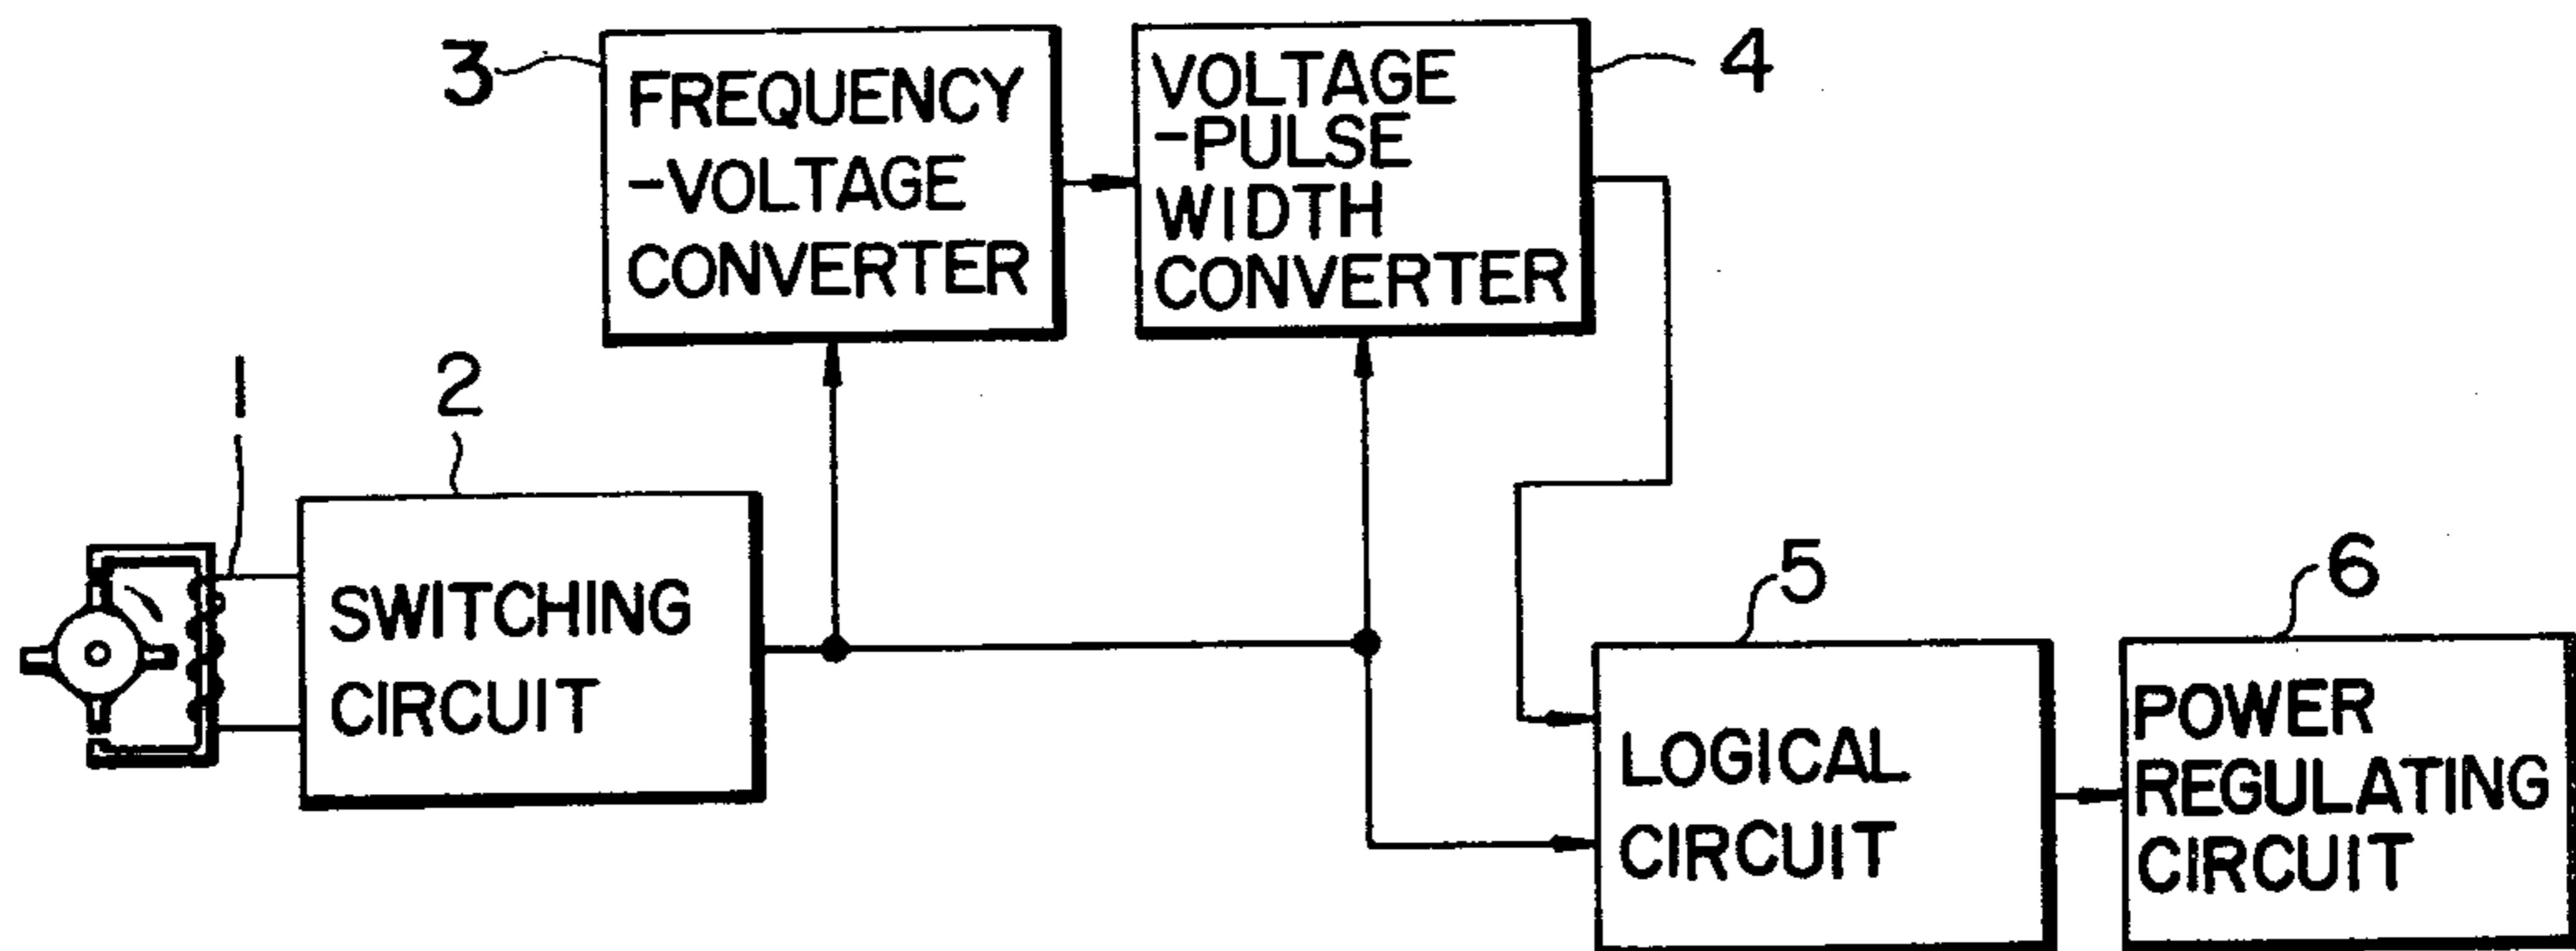 3
FREQUENCY
-VOLTAGE
CONVERTER
VOLTAGE
-PULSE
WIDTH
CONVERTER
4
1
2
SWITCHING
CIRCUIT
5
LOGICAL
CIRCUIT
6
POWER
REGULATING
CIRCUIT